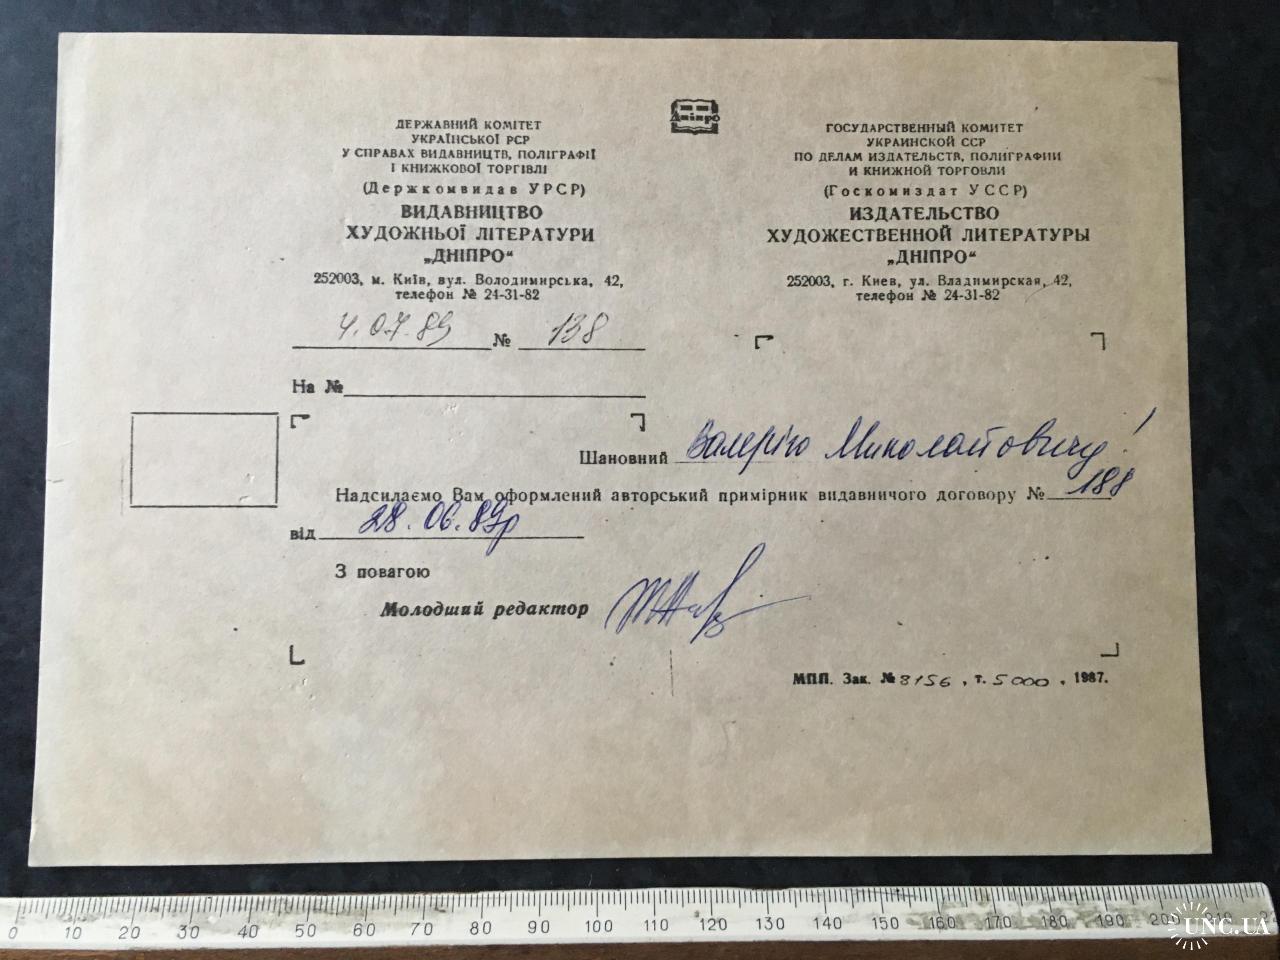 Дніпро
ДЕРЖАВНИЙ КОМІТЕТ
УКРАЇНСЬКОЇ РСР
У СПРАВАХ ВИДАВНИЦТВ, ПОЛІГРАФІЇ
І КНИЖКОВОЇ ТОРГІВЛІ
(Держкомвидав УРСР)
ВИДАВНИЦТВО
ХУДОЖНЬОЇ ЛІТЕРАТУРИ
„ДНІПРО“
252003, м. Київ, вул. Володимирська, 42,
телефон № 24-31-82
ГОСУДАРСТВЕННЫЙ КОМИТЕТ
УКРАИНСКОЙ ССР
ПО ДЕЛАМ ИЗДАТЕЛЬСТВ, ПОЛИГРАФИИ
И КНИЖНОЙ ТОРГОВЛИ
(Госкомиздат УССР)
ИЗДАТЕЛЬСТВО
ХУДОЖЕСТВЕННОЙ ЛИТЕРАТУРЫ
„ДНІПРО“
252003, г. Киев, ул. Владимирская, 42,
телефон № 24-31-82
4.07.89 № 138
На №
Шановний Валерію Миколайовичу!
Надсилаємо Вам оформлений авторський примірник видавничого договору № 188
від 28.06.89р
З повагою
Молодший редактор
МПП. Зак. № 8156, т. 5000, 1987.
0 10 20 30 40 50 60 70 80 90 100 110 120 130 140 150 160 170 180 190 200 210
UNC.UA